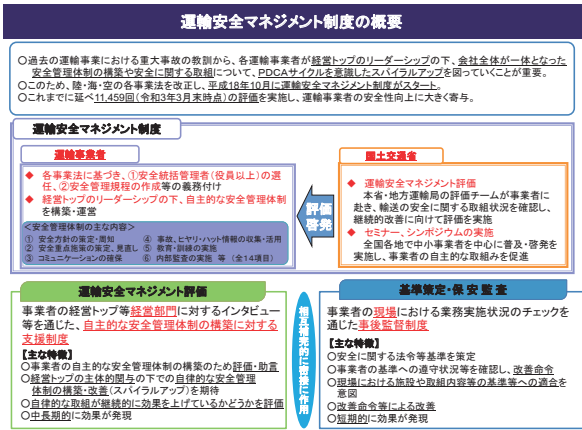 運輸安全マネジメント制度の概要
○過去の運輸事業における重大事故の教訓から、各運輸事業者が経営トップのリーダーシップの下、会社全体が一体となった
安全管理体制の構築や安全に関する取組について、PDCAサイクルを意識したスパイラルアップを図っていくことが重要。
○このため、陸・海・空の各事業法を改正し、平成18年10月に運輸安全マネジメント制度がスタート。
○これまでに延べ11,459回(令和3年3月末時点)の評価を実施し、運輸事業者の安全性向上に大きく寄与。
運輸安全マネジメント制度
運輸事業者
◆ 各事業法に基づき、①安全統括管理者(役員以上)の選
任、②安全管理規程の作成等の義務付け
◆ 経営トップのリーダーシップの下、自主的な安全管理体制
を構築・運営
<安全管理体制の主な内容>
① 安全方針の策定・周知
② 安全重点施策の策定、見直し
③ コミュニケーションの確保
④ 事故、ヒヤリ・ハット情報の収集・活用
⑤ 教育・訓練の実施
⑥ 内部監査の実施 等 (全14項目)
評価
啓発
国土交通省
◆ 運輸安全マネジメント評価
本省・地方運輸局の評価チームが事業者に
赴き、輸送の安全に関する取組状況を確認し、
継続的改善に向けて評価を実施
◆ セミナー、シンポジウムの実施
全国各地で中小事業者を中心に普及・啓発を
実施し、事業者の自主的な取組みを促進
運輸安全マネジメント評価
事業者の経営トップ等経営部門に対するインタビュー
等を通じた、自主的な安全管理体制の構築に対する
支援制度
【主な特徴】
○事業者の自主的な安全管理体制の構築のため評価・助言
○経営トップの主体的関与の下での自律的な安全管理
体制の構築・改善(スパイラルアップ)を期待
○自律的な取組が継続的に効果を上げているかどうかを評価
○中長期的に効果が発現
相互補完的に密接に作用
基準策定・保安監査
事業者の現場における業務実施状況のチェックを
通じた事後監督制度
【主な特徴】
○安全に関する法令等基準を策定
○事業者の基準への遵守状況等を確認し、改善命令
○現場における施設や取組内容等の基準等への適合を
意図
○改善命令等による改善
○短期的に効果が発現